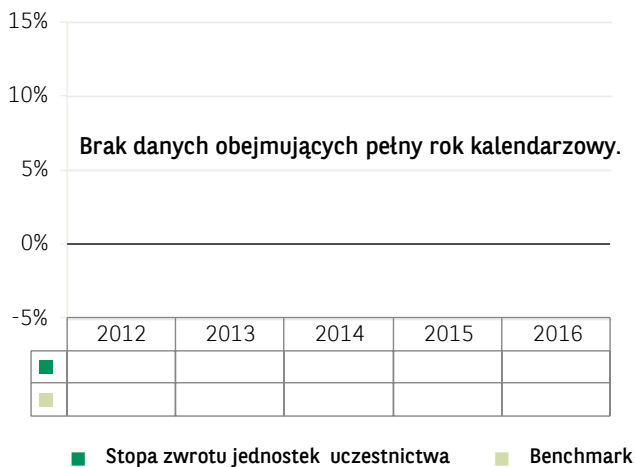 15%
10%
Brak danych obejmujących pełny rok kalendarzowy.
5%
0%
-5%
2012 2013 2014 2015 2016
Stopa zwrotu jednostek uczestnictwa Benchmark